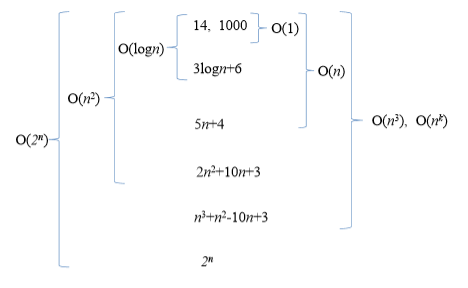 14, 1000 O(1)
O(logn)
3logn+6
O(n)
O(n²)
5n+4
O(n³), O(nᵏ)
O(2ⁿ)
2n²+10n+3
n³+n²-10n+3
2ⁿ